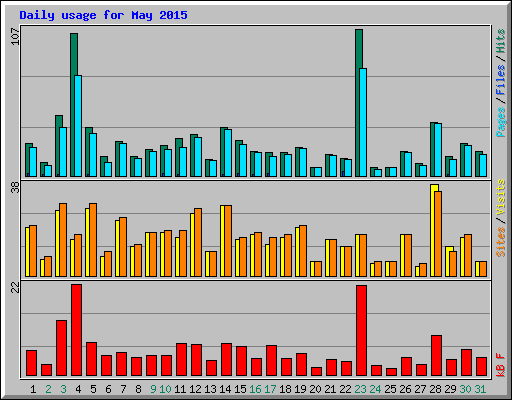 Daily usage for May 2015
107
Pages / Files / Hits
38
Sites / Visits
22
kB F
1 2 3 4 5 6 7 8 9 10 11 12 13 14 15 16 17 18 19 20 21 22 23 24 25 26 27 28 29 30 31